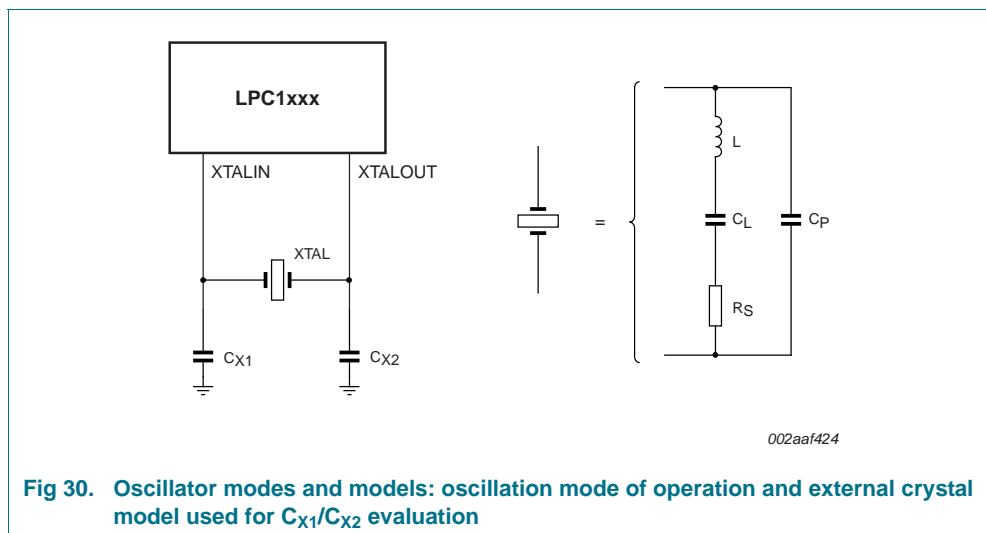 LPC1xxx
XTALIN XTALOUT
XTAL
CX1 CX2
=
L
CL CP
RS
002aaf424
Fig 30. Oscillator modes and models: oscillation mode of operation and external crystal
model used for CX1/CX2 evaluation